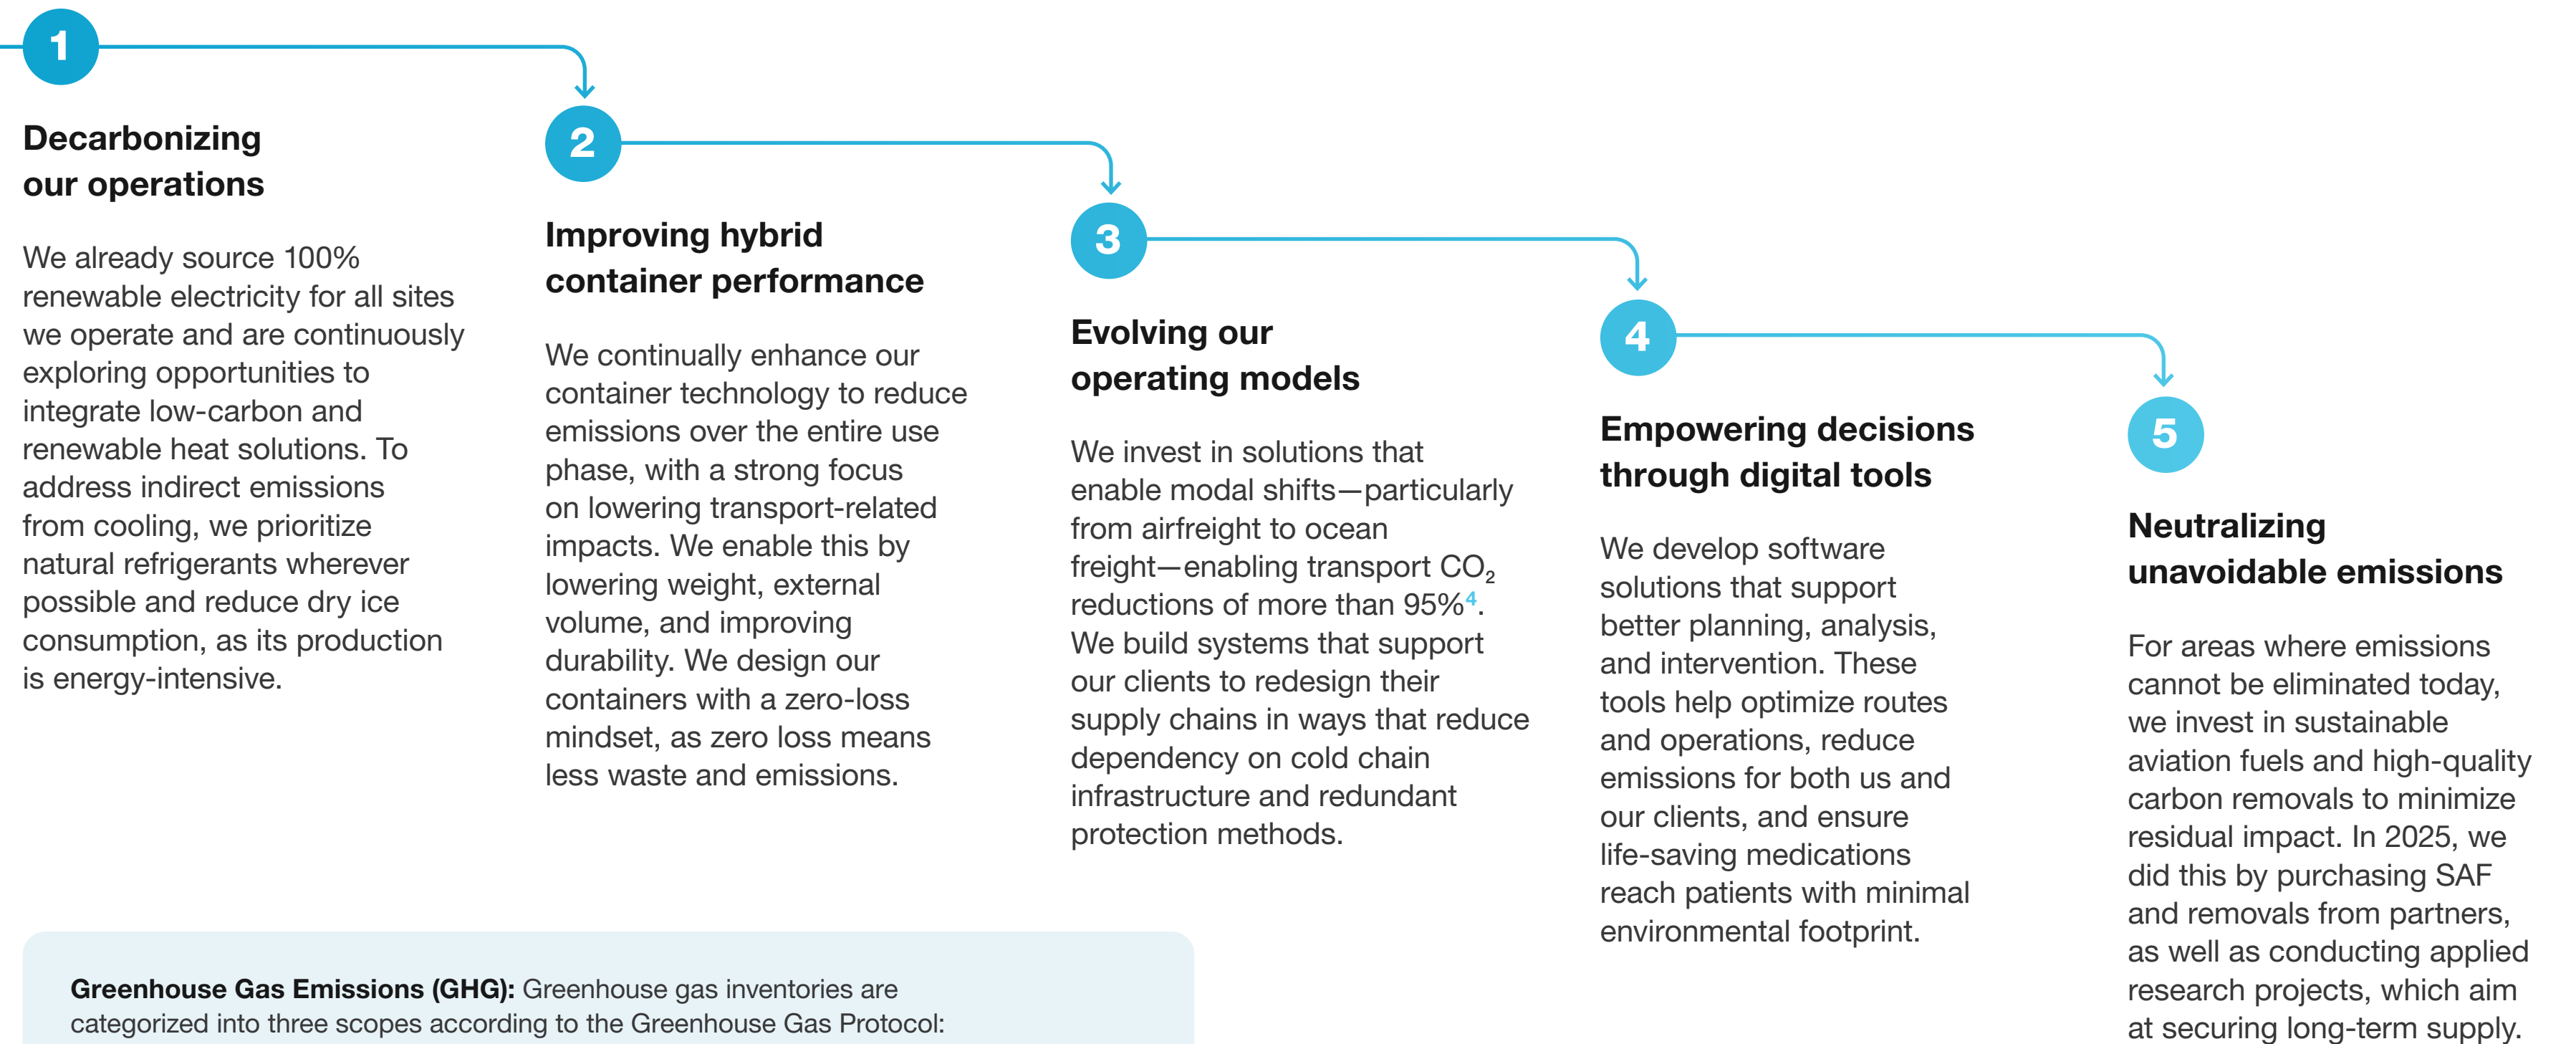 1
Decarbonizing
our operations
We already source 100%
renewable electricity for all sites
we operate and are continuously
exploring opportunities to
integrate low-carbon and
renewable heat solutions. To
address indirect emissions
from cooling, we prioritize
natural refrigerants wherever
possible and reduce dry ice
consumption, as its production
is energy-intensive.
2
Improving hybrid
container performance
We continually enhance our
container technology to reduce
emissions over the entire use
phase, with a strong focus
on lowering transport-related
impacts. We enable this by
lowering weight, external
volume, and improving
durability. We design our
containers with a zero-loss
mindset, as zero loss means
less waste and emissions.
3
Evolving our
operating models
We invest in solutions that
enable modal shifts—particularly
from airfreight to ocean
freight—enabling transport CO₂
reductions of more than 95%⁴.
We build systems that support
our clients to redesign their
supply chains in ways that reduce
dependency on cold chain
infrastructure and redundant
protection methods.
4
Empowering decisions
through digital tools
We develop software
solutions that support
better planning, analysis,
and intervention. These
tools help optimize routes
and operations, reduce
emissions for both us and
our clients, and ensure
life-saving medications
reach patients with minimal
environmental footprint.
5
Neutralizing
unavoidable emissions
For areas where emissions
cannot be eliminated today,
we invest in sustainable
aviation fuels and high-quality
carbon removals to minimize
residual impact. In 2025, we
did this by purchasing SAF
and removals from partners,
as well as conducting applied
research projects, which aim
at securing long-term supply.
Greenhouse Gas Emissions (GHG): Greenhouse gas inventories are
categorized into three scopes according to the Greenhouse Gas Protocol: